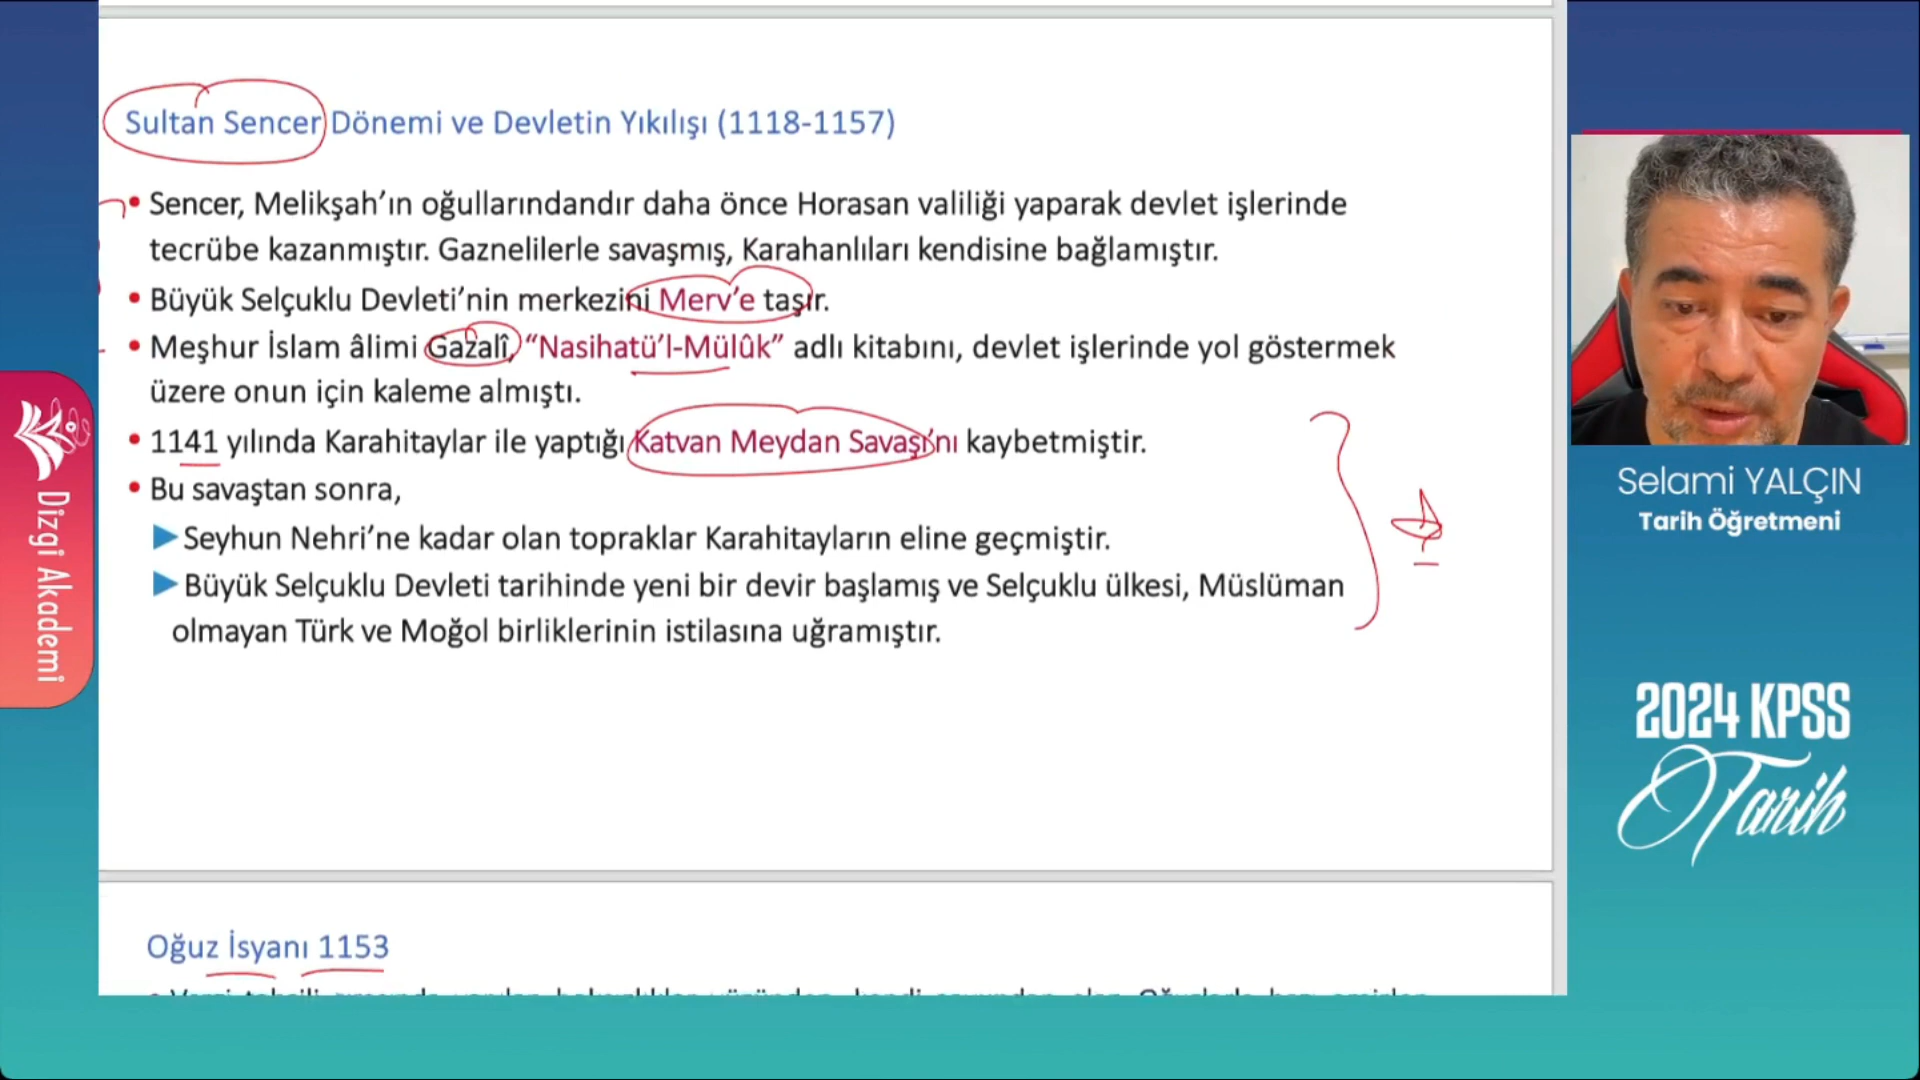 Sultan Sencer Dönemi ve Devletin Yıkılışı (1118-1157)
• Sencer, Melikşah'ın oğullarındandır daha önce Horasan valiliği yaparak devlet işlerinde
tecrübe kazanmıştır. Gaznelilerle savaşmış, Karahanlıları kendisine bağlamıştır.
• Büyük Selçuklu Devleti'nin merkezini Merv'e taşır.
• Meşhur İslam âlimi Gazalî, "Nasihatü'l-Mülûk" adlı kitabını, devlet işlerinde yol göstermek
üzere onun için kaleme almıştı.
• 1141 yılında Karahitaylar ile yaptığı Katvan Meydan Savaşı'nı kaybetmiştir.
• Bu savaştan sonra,
▶ Seyhun Nehri'ne kadar olan topraklar Karahitayların eline geçmiştir.
▶ Büyük Selçuklu Devleti tarihinde yeni bir devir başlamış ve Selçuklu ülkesi, Müslüman
olmayan Türk ve Moğol birliklerinin istilasına uğramıştır.
Oğuz İsyanı 1153
Dizgi Akademi
Selami YALÇIN
Tarih Öğretmeni
2024 KPSS
Tarih